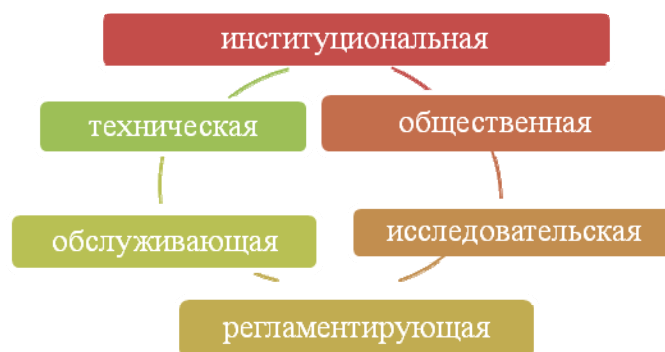 институциональная
техническая
общественная
обслуживающая
исследовательская
регламентирующая